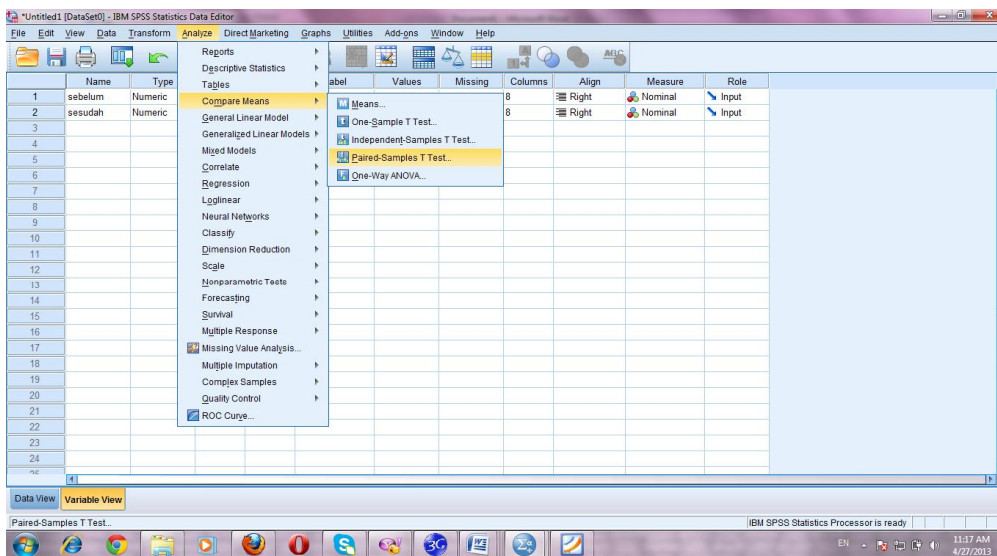 *Untitled1 [DataSet0] - IBM SPSS Statistics Data Editor
File Edit View Data Transform Analyze Direct Marketing Graphs Utilities Add-ons Window Help
Name Type Label Values Missing Columns Align Measure Role
1 sebelum Numeric 8 Right Nominal Input
2 sesudah Numeric 8 Right Nominal Input
3
4
5
6
7
8
9
10
11
12
13
14
15
16
17
18
19
20
21
22
23
24
25
Reports
Descriptive Statistics
Tables
Compare Means
General Linear Model
Generalized Linear Models
Mixed Models
Correlate
Regression
Loglinear
Neural Networks
Classify
Dimension Reduction
Scale
Nonparametric Tests
Forecasting
Survival
Multiple Response
Missing Value Analysis...
Multiple Imputation
Complex Samples
Quality Control
ROC Curve...
Means...
One-Sample T Test...
Independent-Samples T Test...
Paired-Samples T Test...
One-Way ANOVA...
Data View Variable View
Paired-Samples T Test... IBM SPSS Statistics Processor is ready
EN 11:17 AM
4/27/2013